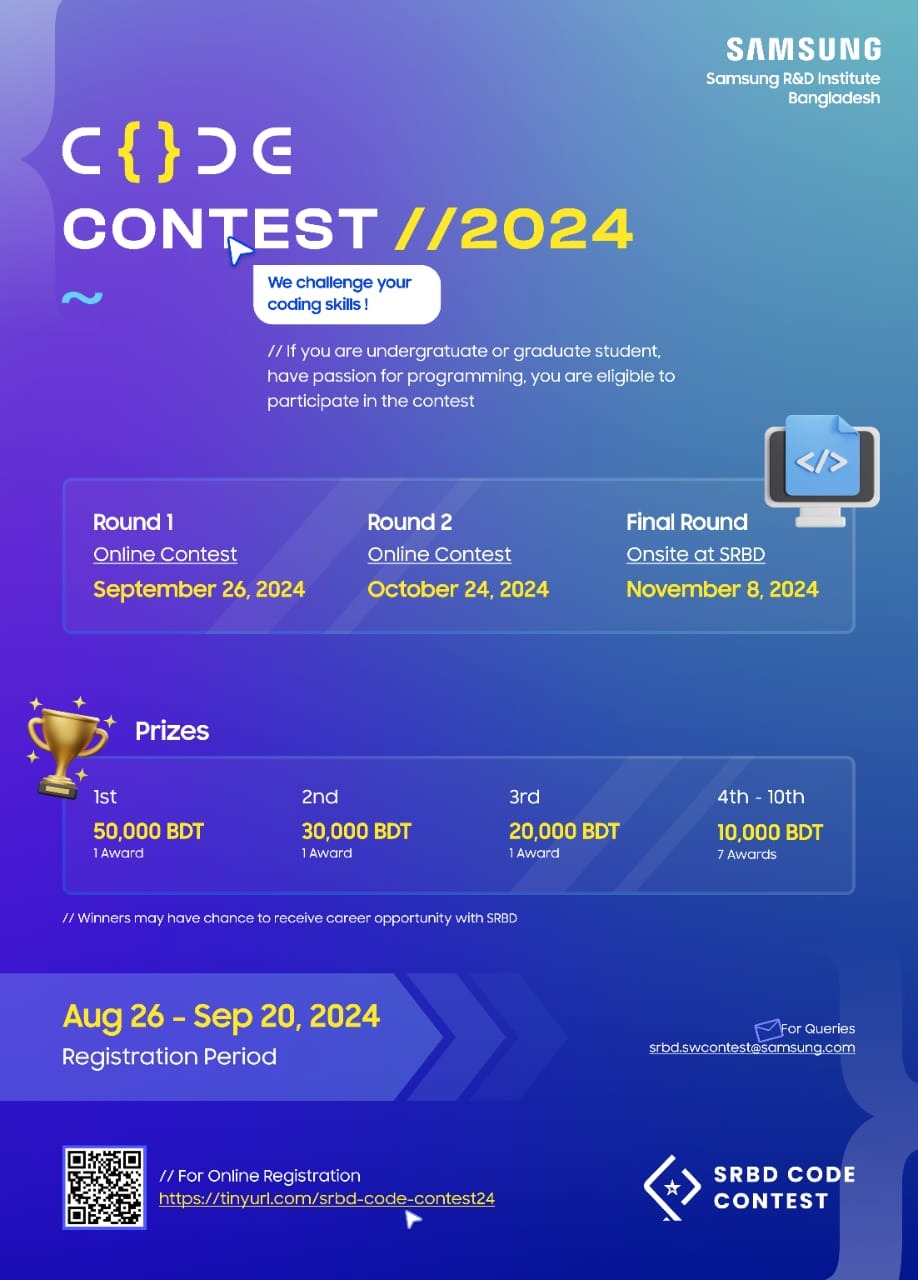 SAMSUNG
Samsung R&D Institute
Bangladesh
C{}DE
CONTEST //2024
We challenge your
coding skills !
~
// If you are undergratuate or graduate student,
have passion for programming, you are eligible to
participate in the contest
</>
Round 1
Online Contest
September 26, 2024
Round 2
Online Contest
October 24, 2024
Final Round
Onsite at SRBD
November 8, 2024
Prizes
1st
50,000 BDT
1 Award
2nd
30,000 BDT
1 Award
3rd
20,000 BDT
1 Award
4th - 10th
10,000 BDT
7 Awards
// Winners may have chance to receive career opportunity with SRBD
Aug 26 - Sep 20, 2024
Registration Period
For Queries
srbd.swcontest@samsung.com
// For Online Registration
https://tinyurl.com/srbd-code-contest24
SRBD CODE
CONTEST